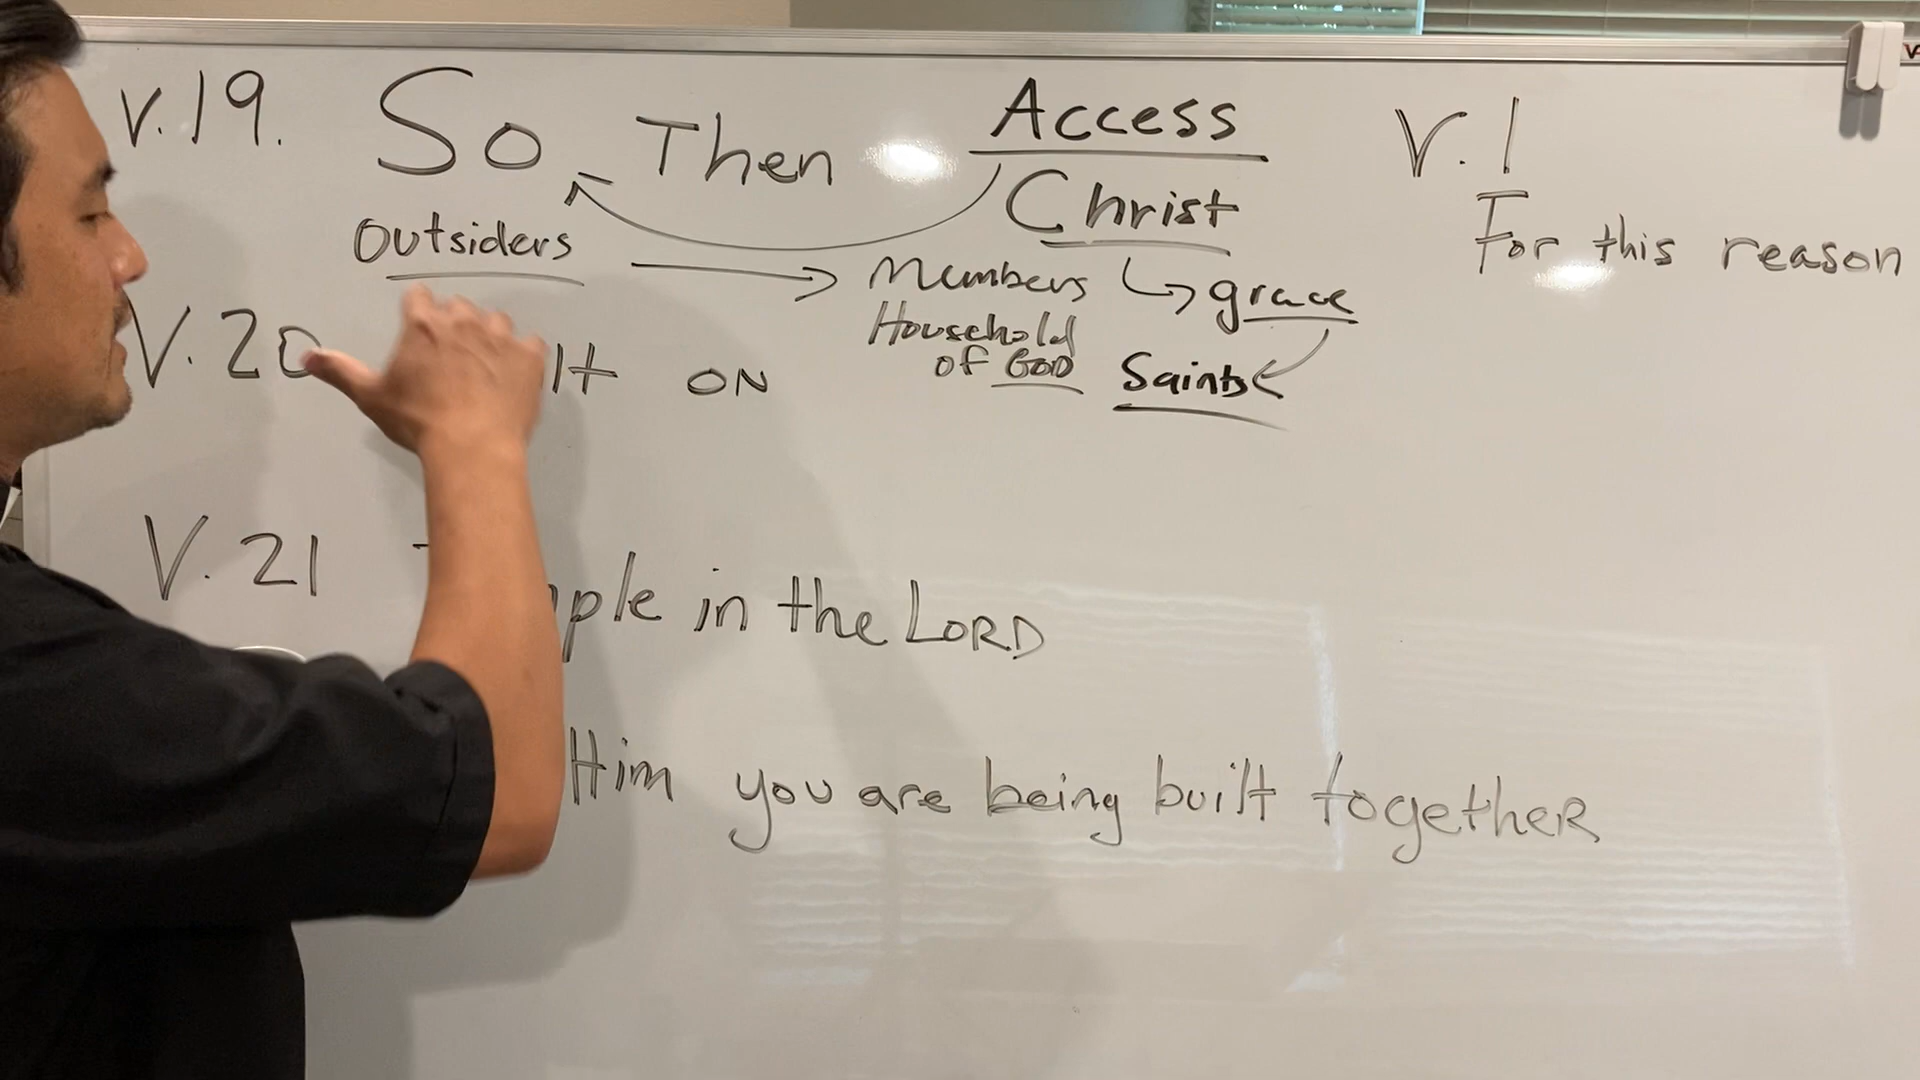 V.19. So Then
Outsiders
Access
Christ
grace
Saints
Members
Household
of GOD
V. 20 lt ON
V. 21 ple in the LORD
Him you are being built together
V. 1
For this reason